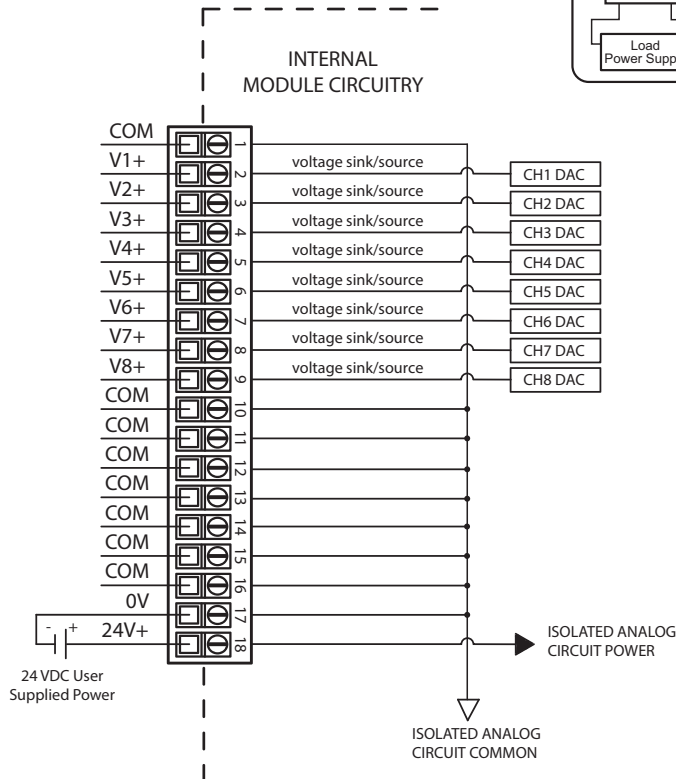 Load
Power Supp
INTERNAL
MODULE CIRCUITRY
COM 1
V1+ 2 voltage sink/source CH1 DAC
V2+ 3 voltage sink/source CH2 DAC
V3+ 4 voltage sink/source CH3 DAC
V4+ 5 voltage sink/source CH4 DAC
V5+ 6 voltage sink/source CH5 DAC
V6+ 7 voltage sink/source CH6 DAC
V7+ 8 voltage sink/source CH7 DAC
V8+ 9 voltage sink/source CH8 DAC
COM 10
COM 11
COM 12
COM 13
COM 14
COM 15
COM 16
0V 17
- + 24V+ 18
ISOLATED ANALOG
CIRCUIT POWER
24 VDC User
Supplied Power
ISOLATED ANALOG
CIRCUIT COMMON